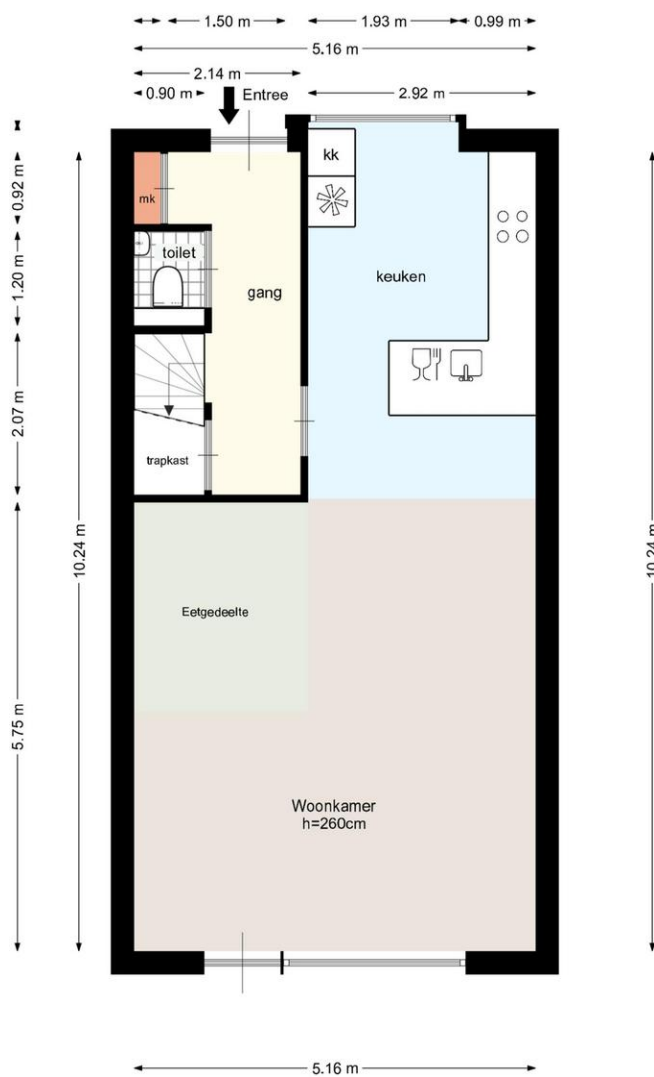 1.50 m
1.93 m
0.99 m
5.16 m
2.14 m
0.90 m
Entree
2.92 m
kk
0.92 m
mk
toilet
1.20 m
keuken
gang
2.07 m
trapkast
10.24 m
10.24 m
Eetgedeelte
5.75 m
Woonkamer
h=260cm
5.16 m